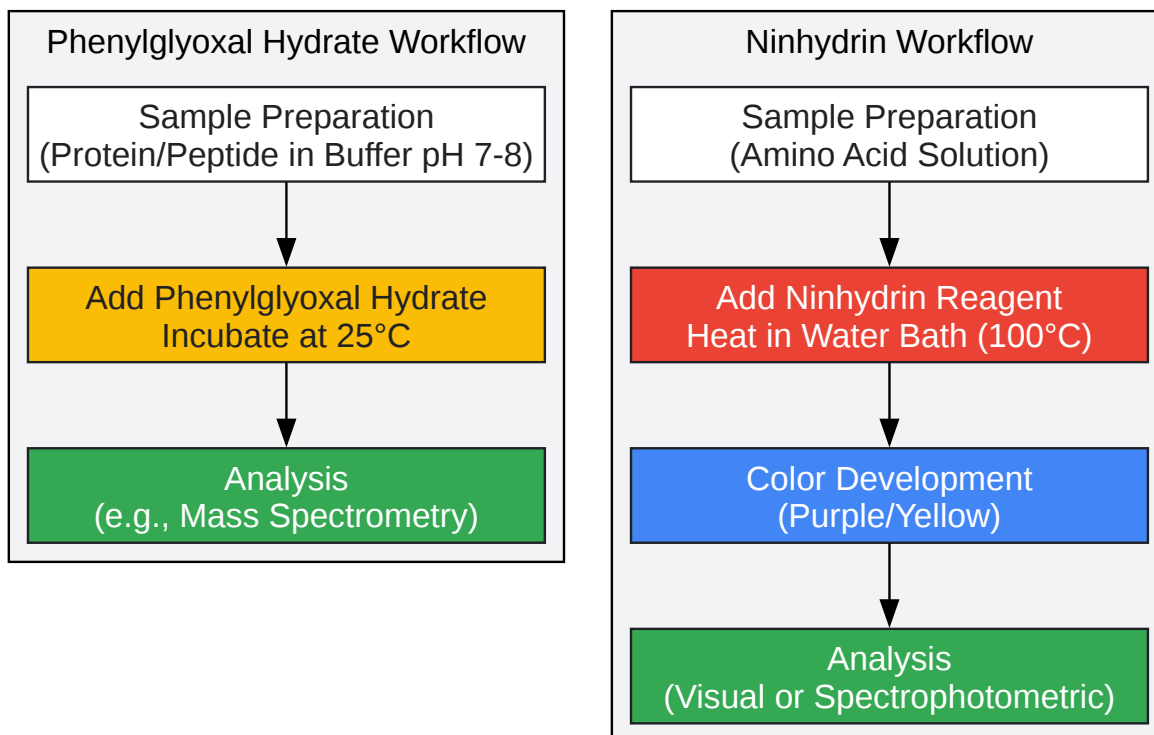 Phenylglyoxal Hydrate Workflow
Sample Preparation
(Protein/Peptide in Buffer pH 7-8)
Add Phenylglyoxal Hydrate
Incubate at 25°C
Analysis
(e.g., Mass Spectrometry)
Ninhydrin Workflow
Sample Preparation
(Amino Acid Solution)
Add Ninhydrin Reagent
Heat in Water Bath (100°C)
Color Development
(Purple/Yellow)
Analysis
(Visual or Spectrophotometric)